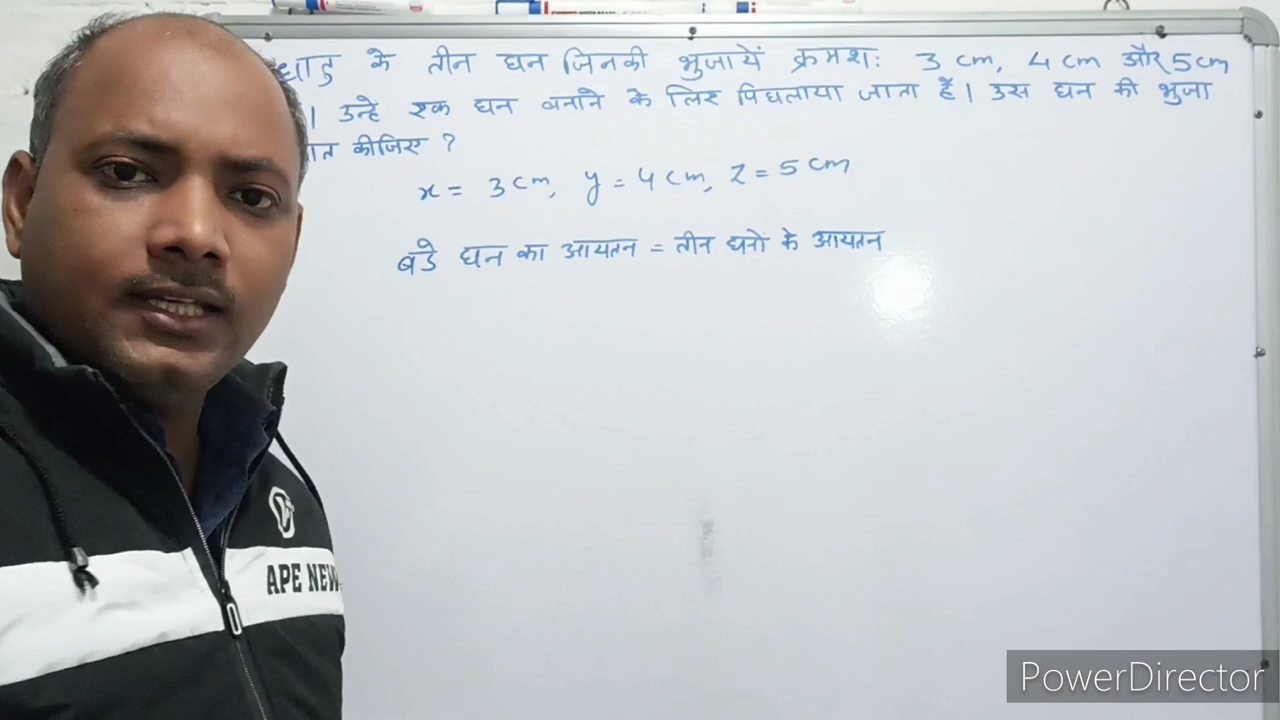 धातु के तीन घन जिनकी भुजायें क्रमशः 3 cm, 4 cm और 5 cm
। उन्हे एक घन बनाने के लिए पिघलाया जाता है। उस घन की भुजा
कीजिए ?
x = 3 cm, y = 4 cm, z = 5 cm
बडे घन का आयतन = तीन घनों के आयतन
APE NEW
PowerDirector